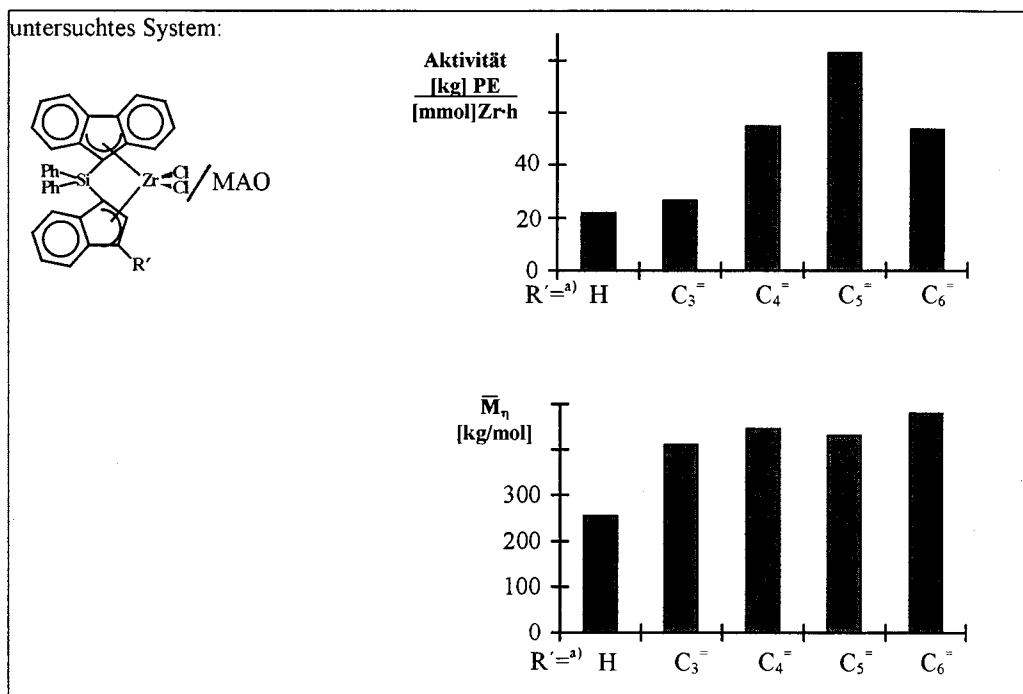 untersuchtes System:
Ph
Ph
Si
Zr
Cl
Cl
/MAO
R′
Aktivität
[kg] PE
[mmol]Zr·h
40
20
0
R′=a) H C3= C4= C5= C6=
M̅η
[kg/mol]
300
200
100
0
R′=a) H C3= C4= C5= C6=